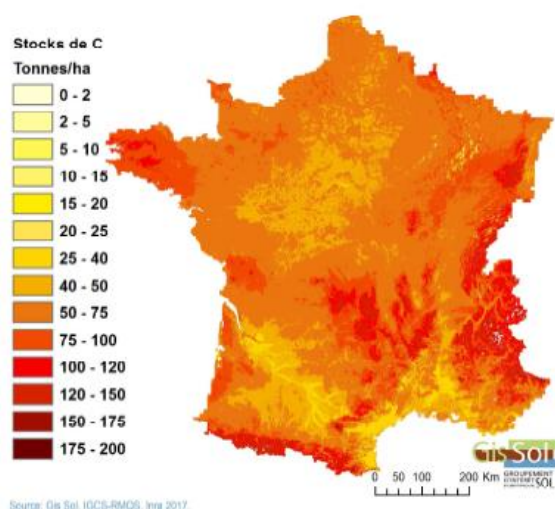 Stocks de C
Tonnes/ha
0 - 2
2 - 5
5 - 10
10 - 15
15 - 20
20 - 25
25 - 40
40 - 50
50 - 75
75 - 100
100 - 120
120 - 150
150 - 175
175 - 200
Gis Sol
GROUPEMENT
D'INTERET
SCIENTIFIQUE
SOL
0 50 100 200 Km
Source: Gis Sol, IGCS-RMQS, Inra 2017.